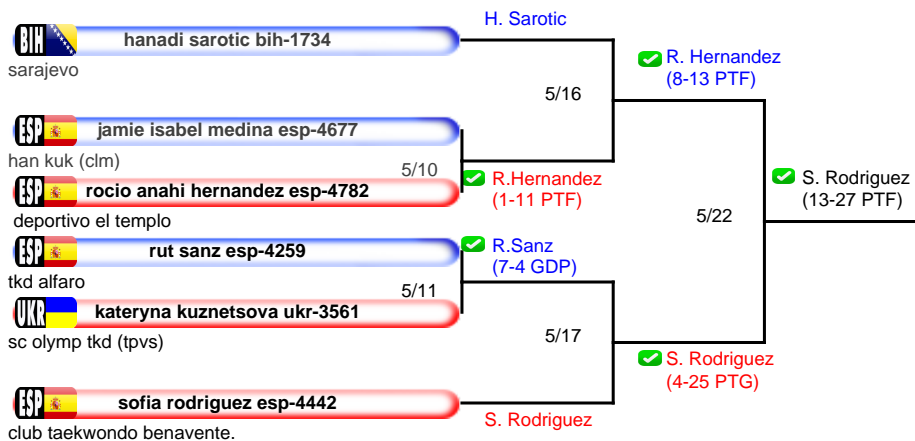 H. Sarotic
BIH hanadi sarotic bih-1734
sarajevo
R. Hernandez
(8-13 PTF)
5/16
ESP jamie isabel medina esp-4677
han kuk (clm)
5/10
R.Hernandez
(1-11 PTF)
ESP rocio anahi hernandez esp-4782
deportivo el templo
S. Rodriguez
(13-27 PTF)
5/22
ESP rut sanz esp-4259
tkd alfaro
R.Sanz
(7-4 GDP)
5/11
UKR kateryna kuznetsova ukr-3561
sc olymp tkd (tpvs)
5/17
S. Rodriguez
(4-25 PTG)
ESP sofia rodriguez esp-4442
S. Rodriguez
club taekwondo benavente.